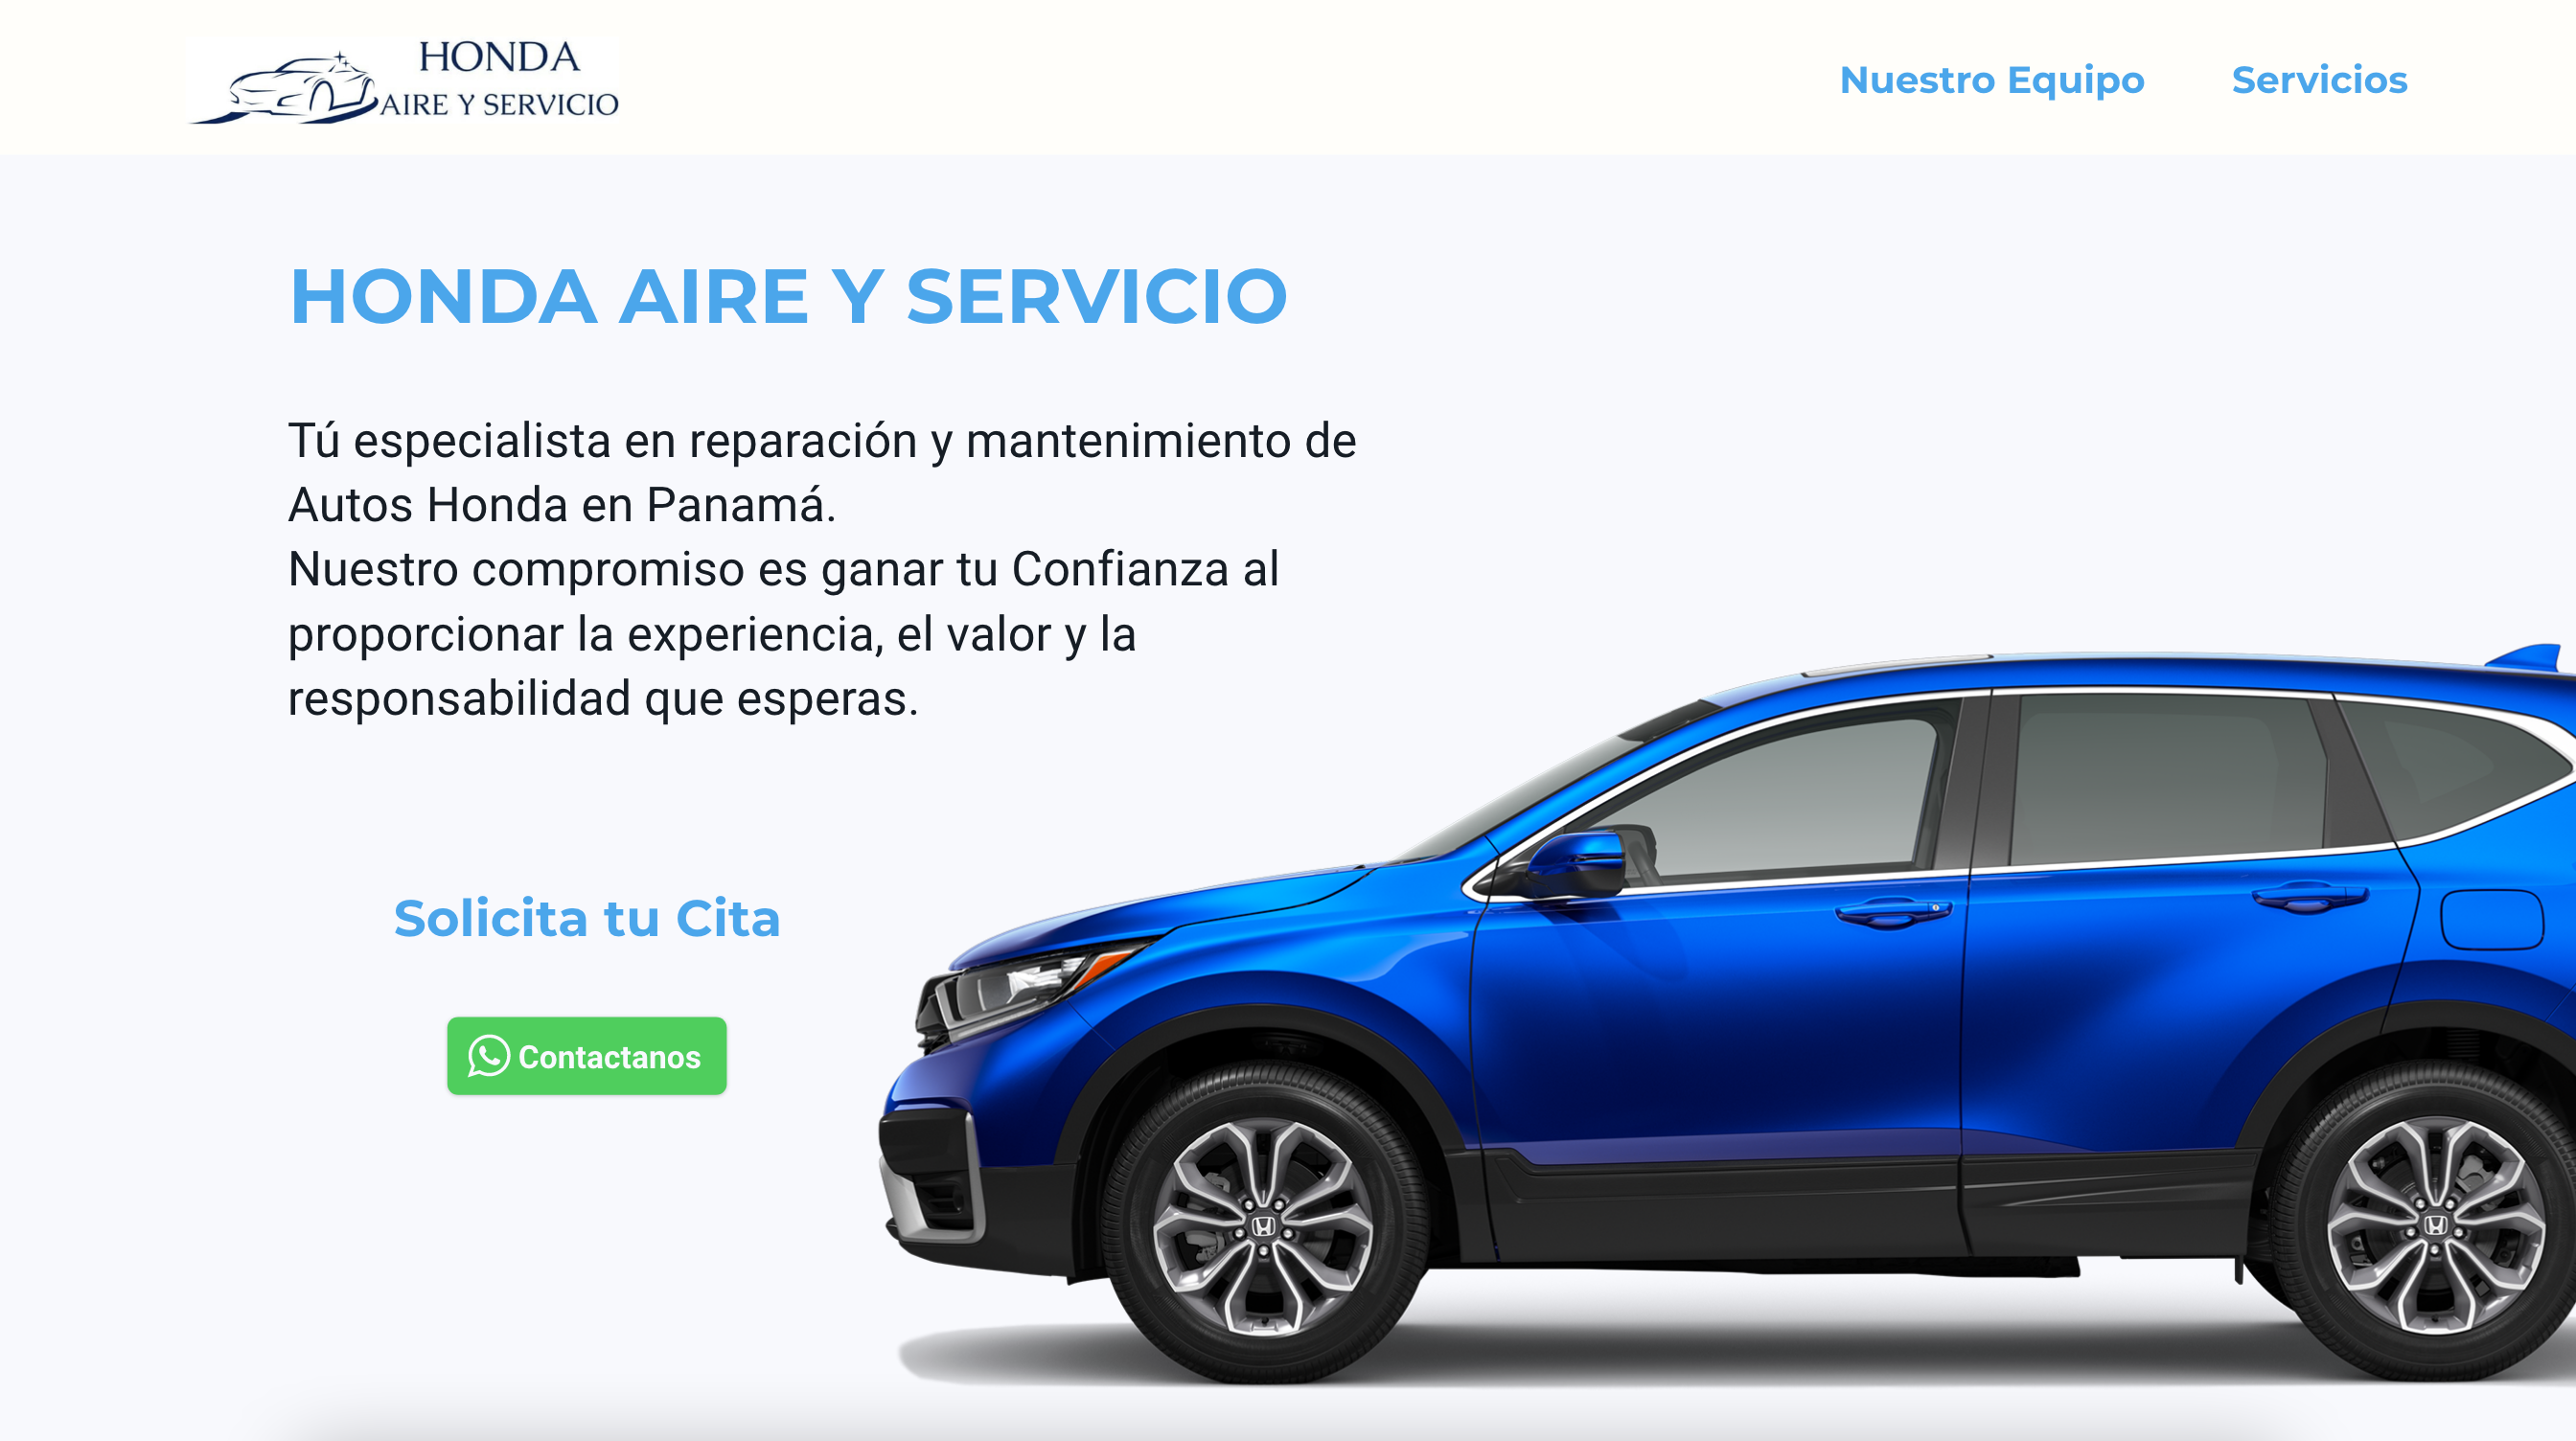 HONDA
AIRE Y SERVICIO
Nuestro Equipo
Servicios
HONDA AIRE Y SERVICIO
Tú especialista en reparación y mantenimiento de
Autos Honda en Panamá.
Nuestro compromiso es ganar tu Confianza al
proporcionar la experiencia, el valor y la
responsabilidad que esperas.
Solicita tu Cita
Contactanos